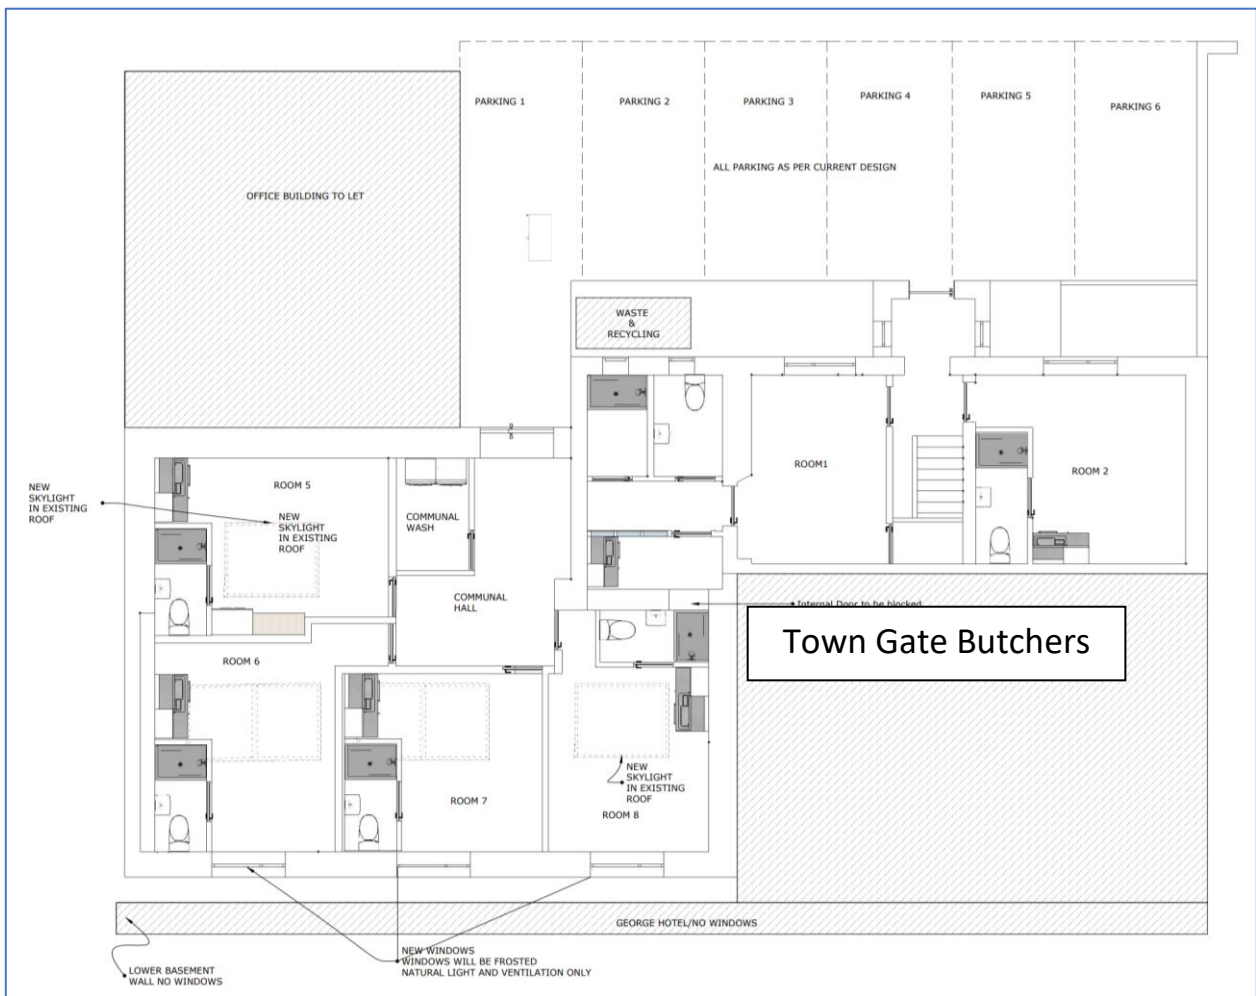 PARKING 1
PARKING 2
PARKING 3
PARKING 4
PARKING 5
PARKING 6
ALL PARKING AS PER CURRENT DESIGN
OFFICE BUILDING TO LET
WASTE
&
RECYCLING
ROOM1
ROOM 2
ROOM 5
NEW
SKYLIGHT
IN EXISTING
ROOF
NEW
SKYLIGHT
IN EXISTING
ROOF
COMMUNAL
WASH
COMMUNAL
HALL
Internal Door to be blocked
Town Gate Butchers
ROOM 6
NEW
SKYLIGHT
IN EXISTING
ROOF
ROOM 7
ROOM 8
GEORGE HOTEL/NO WINDOWS
NEW WINDOWS
WINDOWS WILL BE FROSTED
NATURAL LIGHT AND VENTILATION ONLY
LOWER BASEMENT
WALL NO WINDOWS